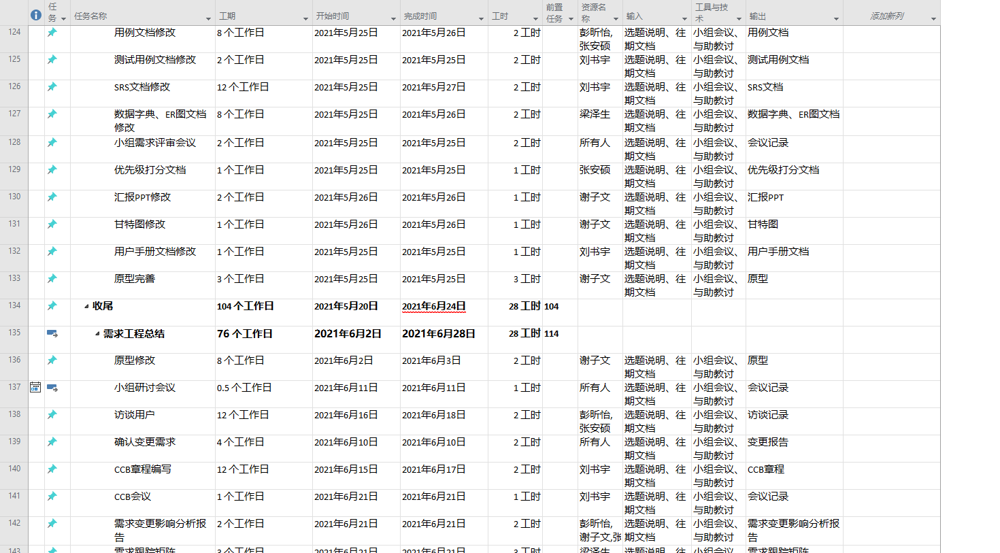 任务 任务名称 工期 开始时间 完成时间 工时 前置任务 资源名称 输入 工具与技术 输出 添加新列
124 用例文档修改 8 个工作日 2021年5月25日 2021年5月26日 2 工时 彭昕怡,张安硕 选题说明、往期文档 小组会议、与助教讨 用例文档
125 测试用例文档修改 2 个工作日 2021年5月25日 2021年5月25日 2 工时 刘书宇 选题说明、往期文档 小组会议、与助教讨 测试用例文档
126 SRS文档修改 12 个工作日 2021年5月25日 2021年5月27日 2 工时 刘书宇 选题说明、往期文档 小组会议、与助教讨 SRS文档
127 数据字典、ER图文档修改 8 个工作日 2021年5月25日 2021年5月26日 2 工时 梁泽生 选题说明、往期文档 小组会议、与助教讨 数据字典、ER图文档
128 小组需求评审会议 2 个工作日 2021年5月25日 2021年5月25日 2 工时 所有人 选题说明、往期文档 小组会议、与助教讨 会议记录
129 优先级打分文档 1 个工作日 2021年5月25日 2021年5月25日 1 工时 张安硕 选题说明、往期文档 小组会议、与助教讨 优先级打分文档
130 汇报PPT修改 2 个工作日 2021年5月26日 2021年5月26日 1 工时 谢子文 选题说明、往期文档 小组会议、与助教讨 汇报PPT
131 甘特图修改 1 个工作日 2021年5月26日 2021年5月26日 1 工时 谢子文 选题说明、往期文档 小组会议、与助教讨 甘特图
132 用户手册文档修改 1 个工作日 2021年5月25日 2021年5月25日 1 工时 刘书宇 选题说明、往期文档 小组会议、与助教讨 用户手册文档
133 原型完善 3 个工作日 2021年5月25日 2021年5月25日 3 工时 谢子文 选题说明、往期文档 小组会议、与助教讨 原型
134 收尾 104 个工作日 2021年5月20日 2021年6月24日 28 工时 104
135 需求工程总结 76 个工作日 2021年6月2日 2021年6月28日 28 工时 114
136 原型修改 8 个工作日 2021年6月2日 2021年6月3日 2 工时 谢子文 选题说明、往期文档 小组会议、与助教讨 原型
137 小组研讨会议 0.5 个工作日 2021年6月11日 2021年6月11日 1 工时 所有人 选题说明、往期文档 小组会议、与助教讨 会议记录
138 访谈用户 12 个工作日 2021年6月16日 2021年6月18日 2 工时 彭昕怡,张安硕 选题说明、往期文档 小组会议、与助教讨 访谈记录
139 确认变更需求 4 个工作日 2021年6月10日 2021年6月10日 2 工时 所有人 选题说明、往期文档 小组会议、与助教讨 变更报告
140 CCB章程编写 12 个工作日 2021年6月15日 2021年6月17日 2 工时 刘书宇 选题说明、往期文档 小组会议、与助教讨 CCB章程
141 CCB会议 1 个工作日 2021年6月21日 2021年6月21日 1 工时 刘书宇 选题说明、往期文档 小组会议、与助教讨 会议记录
142 需求变更影响分析报告 2 个工作日 2021年6月21日 2021年6月21日 2 工时 彭昕怡,谢子文,张 选题说明、往期文档 小组会议、与助教讨 需求变更影响分析报告
143 需求跟踪矩阵 3 个工作日 2021年6月21日 2021年6月21日 3 工时 梁泽生 选题说明、往 小组会议、 需求跟踪矩阵